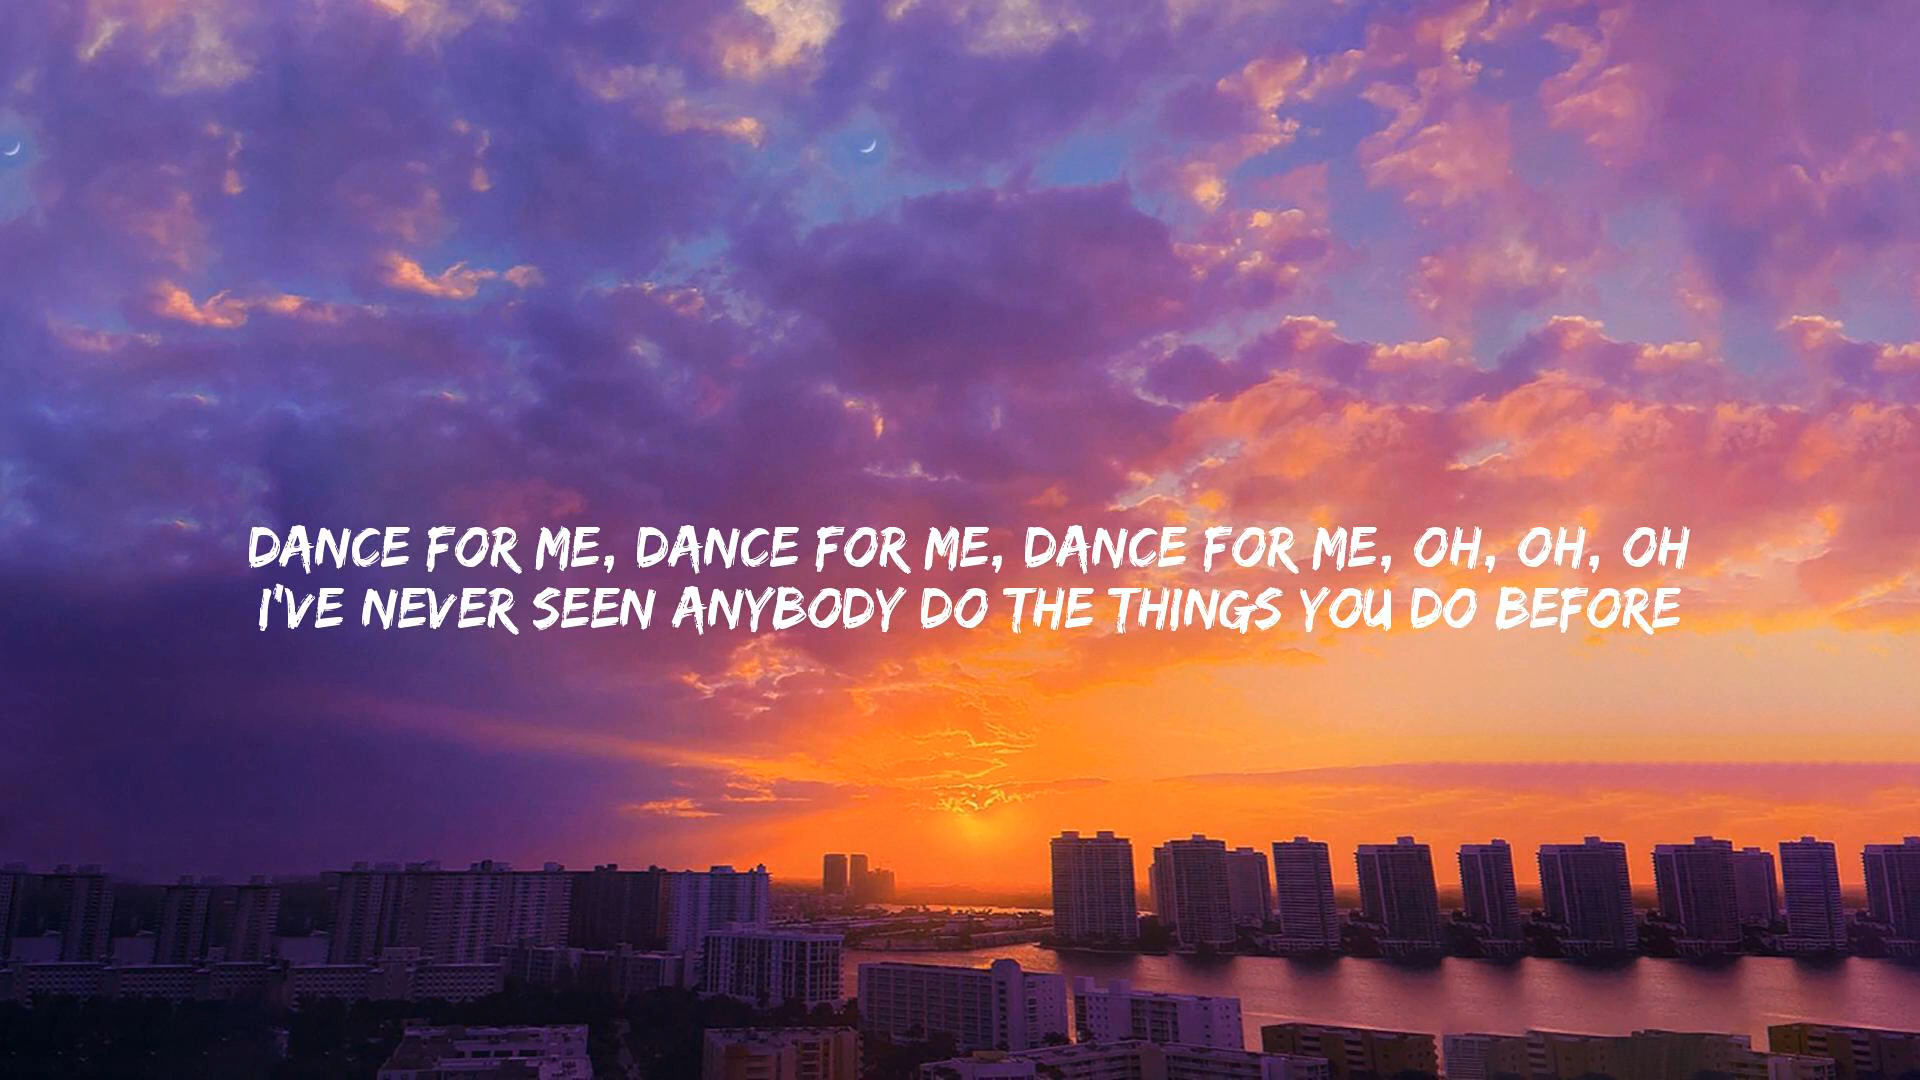 DANCE FOR ME, DANCE FOR ME, DANCE FOR ME, OH, OH, OH
I'VE NEVER SEEN ANYBODY DO THE THINGS YOU DO BEFORE